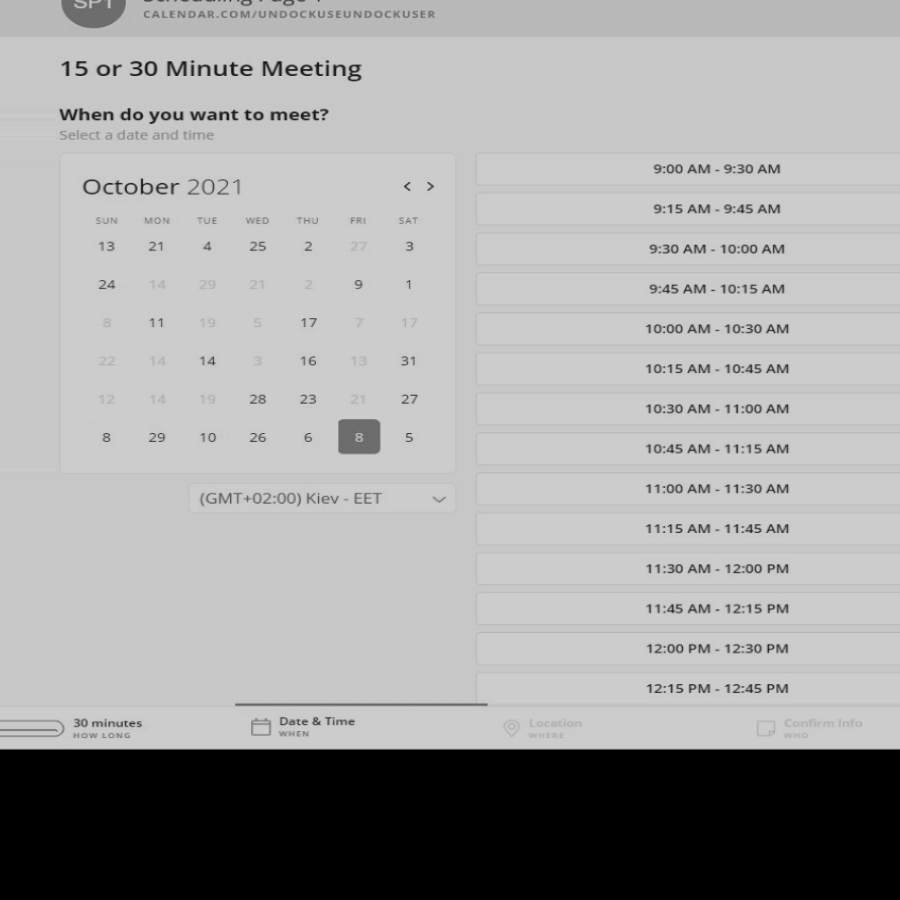 CALENDAR.COM/UNDOCKUSEUNDOCKUSER
15 or 30 Minute Meeting
When do you want to meet?
Select a date and time
October 2021 < >
SUN MON TUE WED THU FRI SAT
13 21 4 25 2 27 3
24 14 29 21 2 9 1
8 11 19 5 17 7 17
22 14 14 3 16 13 31
12 14 19 28 23 21 27
8 29 10 26 6 8 5
(GMT+02:00) Kiev - EET
9:00 AM - 9:30 AM
9:15 AM - 9:45 AM
9:30 AM - 10:00 AM
9:45 AM - 10:15 AM
10:00 AM - 10:30 AM
10:15 AM - 10:45 AM
10:30 AM - 11:00 AM
10:45 AM - 11:15 AM
11:00 AM - 11:30 AM
11:15 AM - 11:45 AM
11:30 AM - 12:00 PM
11:45 AM - 12:15 PM
12:00 PM - 12:30 PM
12:15 PM - 12:45 PM
30 minutes
HOW LONG
Date & Time
WHEN
Location
WHERE
Confirm Info
WHO